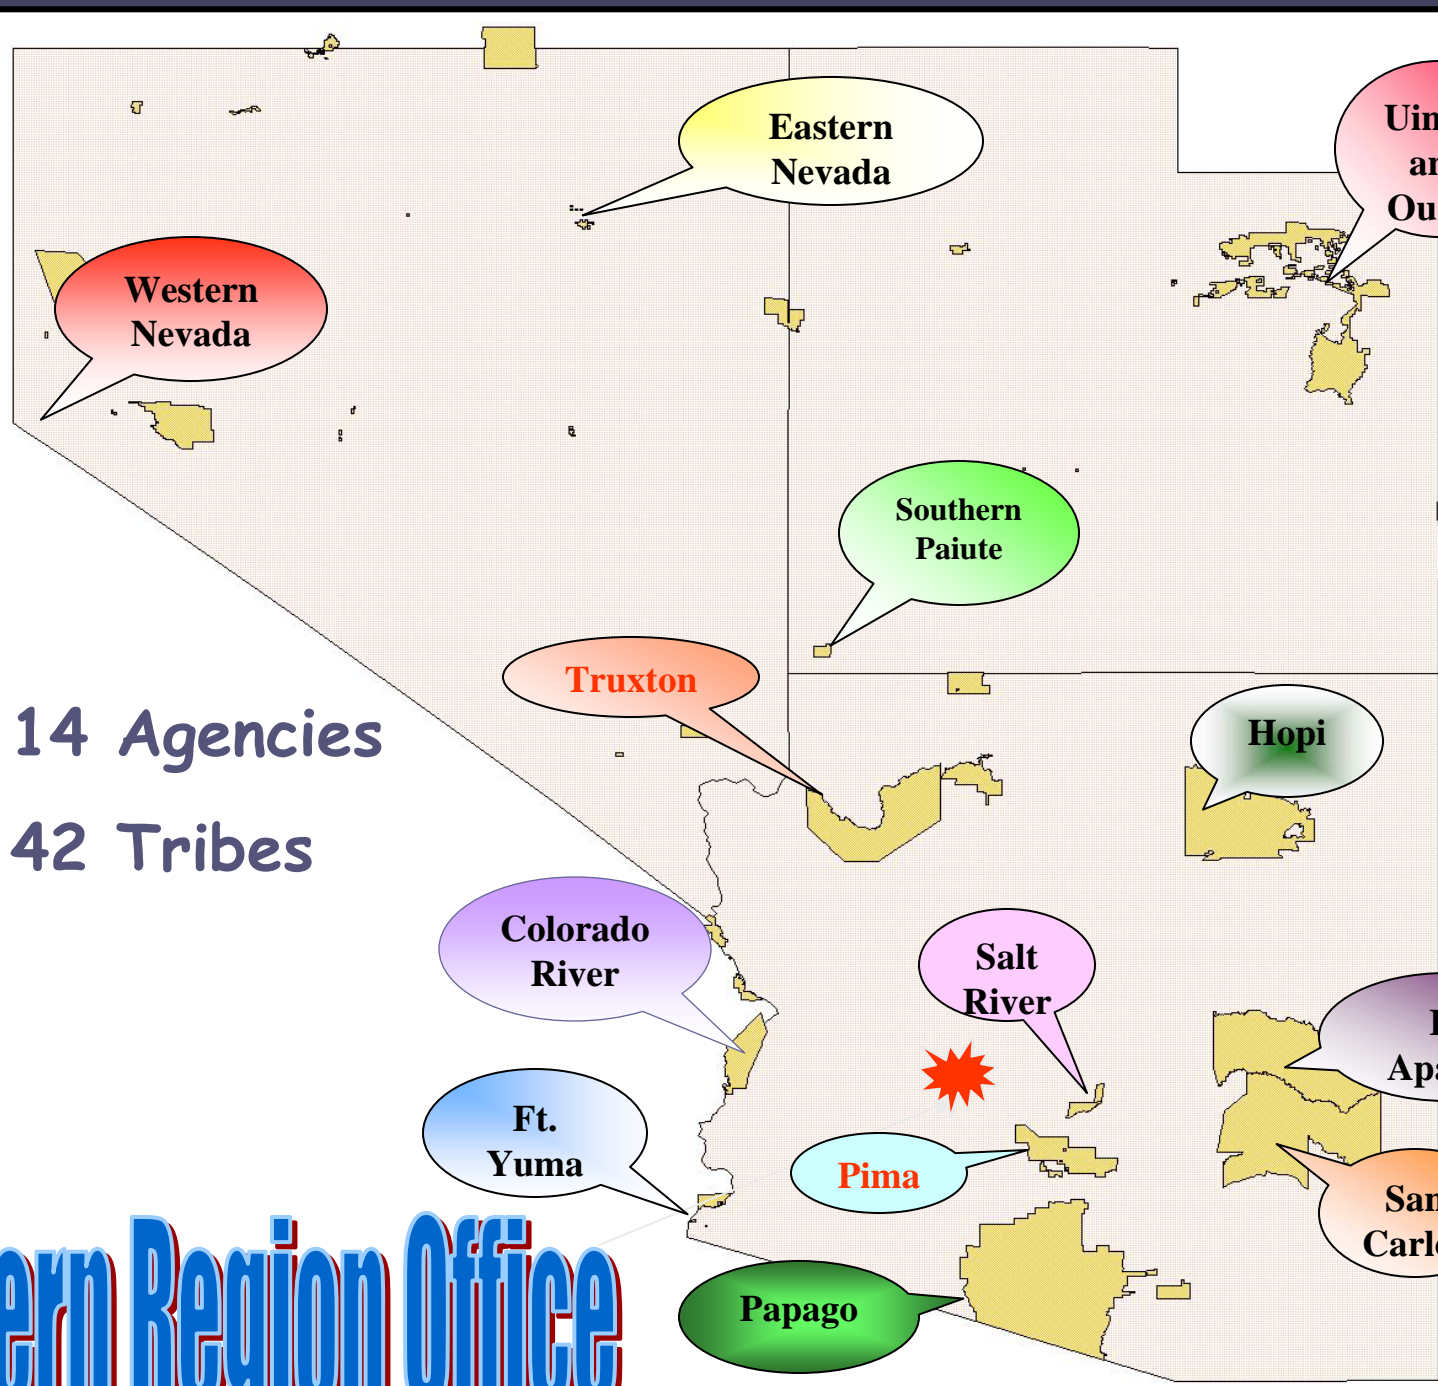 Eastern
Nevada
Western
Nevada
Southern
Paiute
Truxton
Hopi
14 Agencies
42 Tribes
Colorado
River
Salt
River
Ft.
Yuma
Pima
San
Papago
Region Office